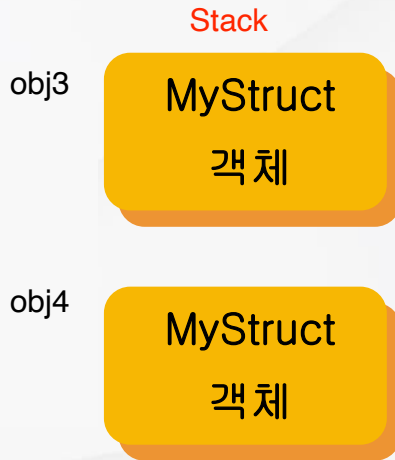 Stack
obj3
MyStruct
객체
obj4
MyStruct
객체